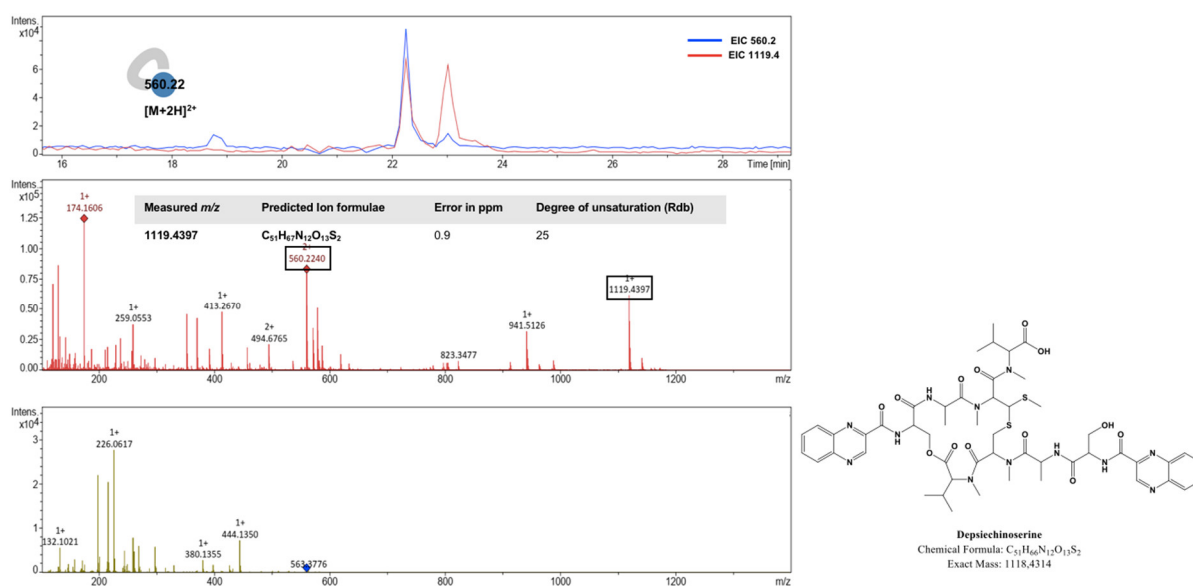 Intens.
x10⁴
6
4
2
0
560.22
[M+2H]²⁺
EIC 560.2
EIC 1119.4
16 18 20 22 24 26 28 Time [min]
Intens.
x10⁵
1.25
1.00
0.75
0.50
0.25
0.00
Measured m/z Predicted Ion formulae Error in ppm Degree of unsaturation (Rdb)
1119.4397 C₅₁H₆₇N₁₂O₁₃S₂ 0.9 25
1+
174.1606
1+
259.0553
1+
413.2670
2+
494.6765
2+
560.2240
823.3477
1+
941.5126
1+
1119.4397
200 400 600 800 1000 1200 m/z
Intens.
x10⁴
3
2
1
0
1+
132.1021
1+
226.0617
1+
380.1355
1+
444.1350
563.3776
200 400 600 800 1000 1200 m/z
O
OH
N
O
S
S
O
H
N
O
N
N
N
O
N
H
O
O
O
N
O
N
O
H
N
O
OH
N
H
O
N
N
Depsiechinoserine
Chemical Formula: C₅₁H₆₆N₁₂O₁₃S₂
Exact Mass: 1118,4314